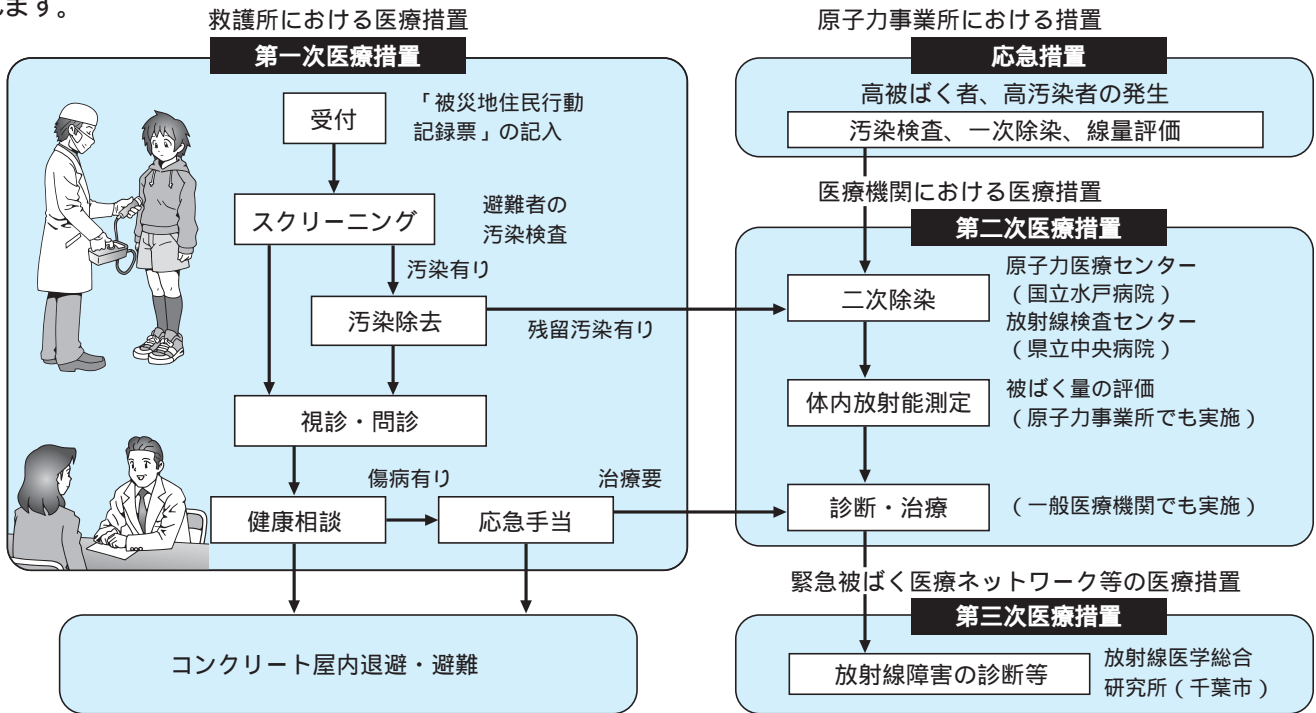 れます。
救護所における医療措置
第一次医療措置
受付
「被災地住民行動
記録票」の記入
スクリーニング
避難者の
汚染検査
汚染有り
汚染除去
残留汚染有り
視診・問診
傷病有り
治療要
健康相談
応急手当
コンクリート屋内退避・避難
原子力事業所における措置
応急措置
高被ばく者、高汚染者の発生
汚染検査、一次除染、線量評価
医療機関における医療措置
第二次医療措置
二次除染
原子力医療センター
（国立水戸病院）
放射線検査センター
（県立中央病院）
体内放射能測定
被ばく量の評価
（原子力事業所でも実施）
診断・治療
（一般医療機関でも実施）
緊急被ばく医療ネットワーク等の医療措置
第三次医療措置
放射線障害の診断等
放射線医学総合
研究所（千葉市）